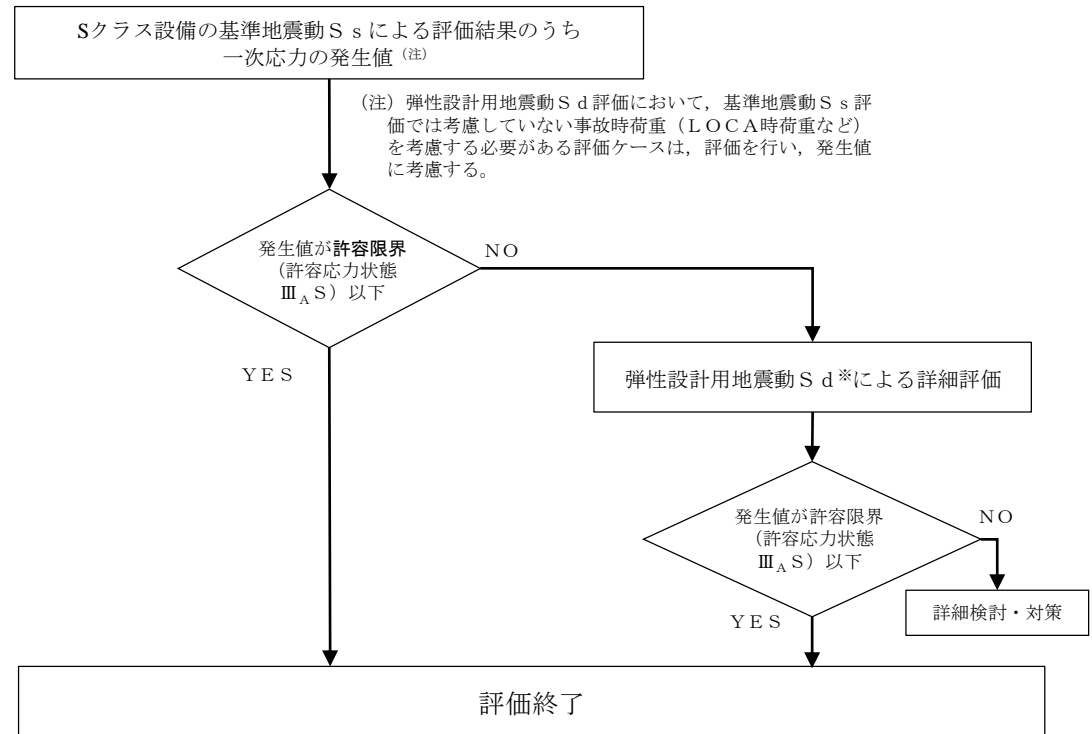 Sクラス設備の基準地震動Ｓｓによる評価結果のうち
一次応力の発生値（注）
（注）弾性設計用地震動Ｓｄ評価において，基準地震動Ｓｓ評
価では考慮していない事故時荷重（ＬＯＣＡ時荷重など）
を考慮する必要がある評価ケースは，評価を行い，発生値
に考慮する。
発生値が許容限界
（許容応力状態
ⅢAＳ）以下
ＮＯ
ＹＥＳ
弾性設計用地震動Ｓｄ※による詳細評価
発生値が許容限界
（許容応力状態
ⅢAＳ）以下
ＮＯ
ＹＥＳ
詳細検討・対策
評価終了